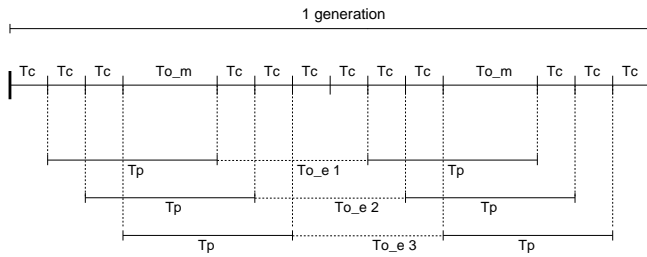 1 generation
Tc Tc Tc To_m Tc Tc Tc Tc Tc Tc To_m Tc Tc Tc
Tp To_e 1 Tp
Tp To_e 2 Tp
Tp To_e 3 Tp